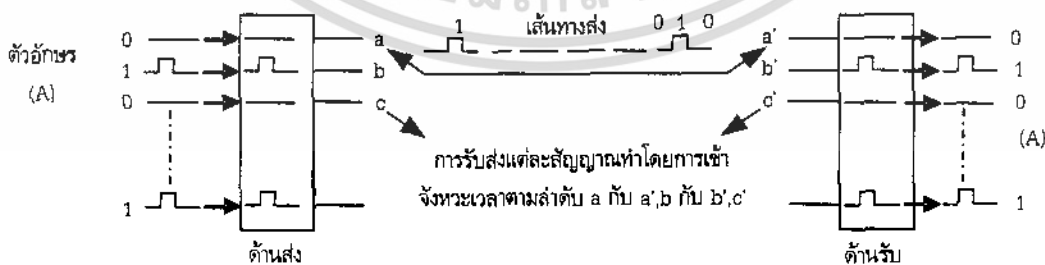 1 เส้นทางส่ง 0 1 0
0 a a' 0
ตัวอักษร
1 b b' 1
(A)
0 c c' 0
(A)
การรับส่งแต่ละสัญญาณทำโดยการเข้า
จังหวะเวลาตามลำดับ a กับ a',b กับ b',c'
1 1
ด้านส่ง ด้านรับ